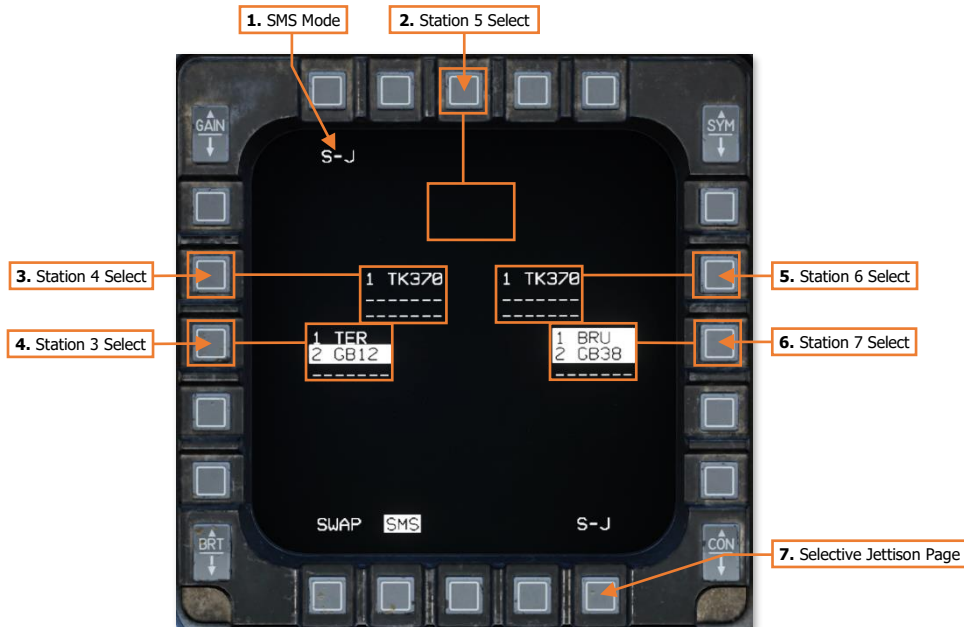 1. SMS Mode
2. Station 5 Select
GAIN
SYM
S-J
3. Station 4 Select
1 TK370
-------
1 TK370
-------
5. Station 6 Select
4. Station 3 Select
1 TER
2 GB12
-------
1 BRU
2 GB38
-------
6. Station 7 Select
SWAP SMS S-J
BRT
CON
7. Selective Jettison Page